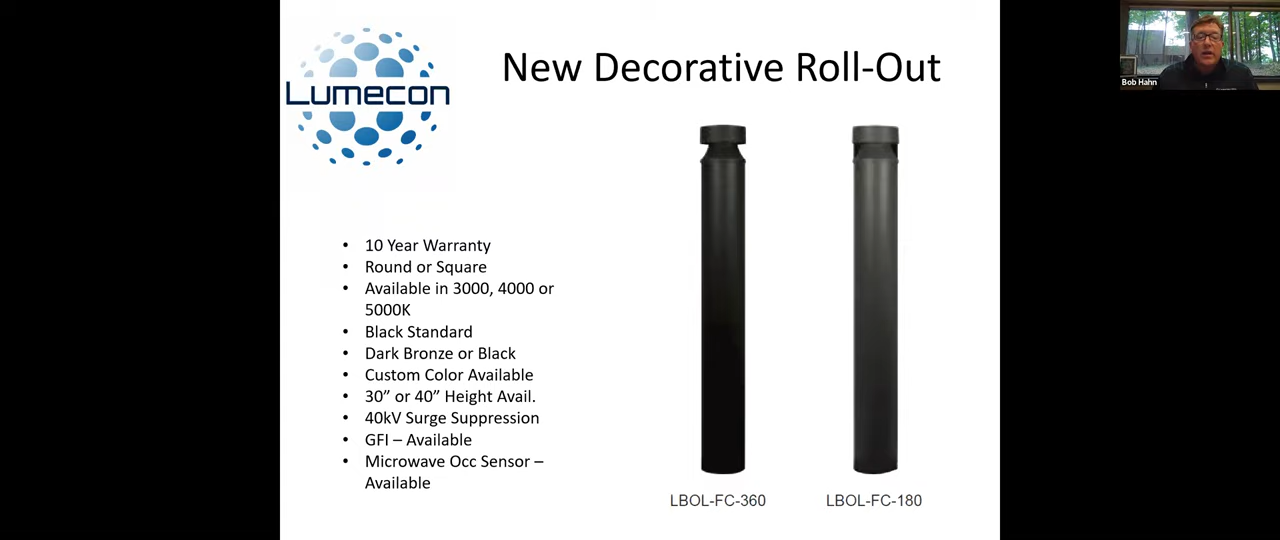 Lumecon
New Decorative Roll-Out
Bob Hahn
• 10 Year Warranty
• Round or Square
• Available in 3000, 4000 or
5000K
• Black Standard
• Dark Bronze or Black
• Custom Color Available
• 30” or 40” Height Avail.
• 40kV Surge Suppression
• GFI – Available
• Microwave Occ Sensor –
Available
LBOL-FC-360
LBOL-FC-180